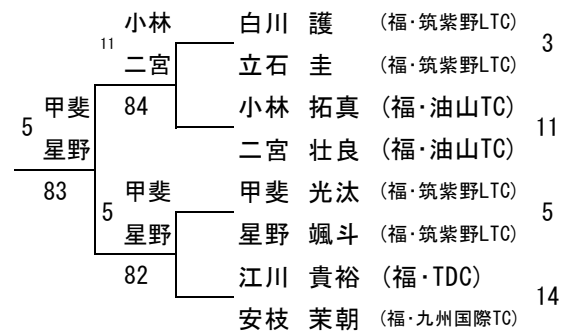 小林 白川 護 (福・筑紫野LTC) 3
11
二宮 立石 圭 (福・筑紫野LTC)
甲斐 84 小林 拓真 (福・油山TC) 11
5
星野 二宮 壮良 (福・油山TC)
83 甲斐 甲斐 光汰 (福・筑紫野LTC) 5
5
星野 星野 颯斗 (福・筑紫野LTC)
82 江川 貴裕 (福・TDC) 14
安枝 茉朝 (福・九州国際TC)